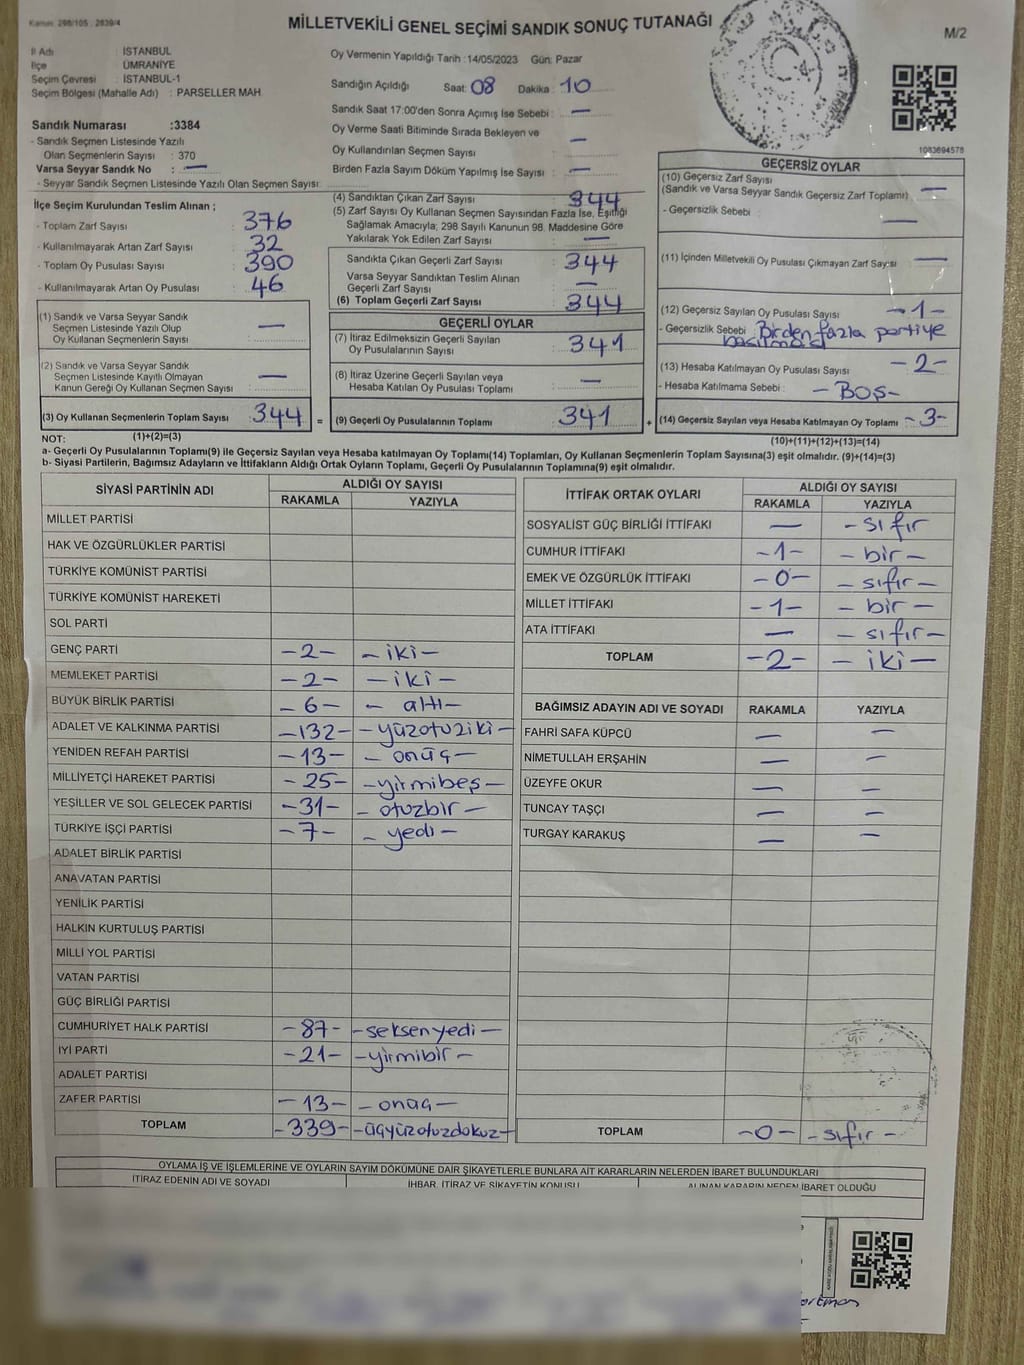 Kanun: 298/105 , 2839/4
MİLLETVEKİLİ GENEL SEÇİMİ SANDIK SONUÇ TUTANAĞI
M/2
İl Adı : İSTANBUL
İlçe : ÜMRANİYE
Seçim Çevresi : İSTANBUL-1
Seçim Bölgesi (Mahalle Adı) : PARSELLER MAH
Sandık Numarası :3384
- Sandık Seçmen Listesinde Yazılı
Olan Seçmenlerin Sayısı : 370
Varsa Seyyar Sandık No : —
- Seyyar Sandık Seçmen Listesinde Yazılı Olan Seçmen Sayısı:
İlçe Seçim Kurulundan Teslim Alınan ;
- Toplam Zarf Sayısı : 376
- Kullanılmayarak Artan Zarf Sayısı : 32
- Toplam Oy Pusulası Sayısı : 390
- Kullanılmayarak Artan Oy Pusulası : 46
(1) Sandık ve Varsa Seyyar Sandık
Seçmen Listesinde Yazılı Olup
Oy Kullanan Seçmenlerin Sayısı : —
(2) Sandık ve Varsa Seyyar Sandık
Seçmen Listesinde Kayıtlı Olmayan
Kanun Gereği Oy Kullanan Seçmen Sayısı : —
(3) Oy Kullanan Seçmenlerin Toplam Sayısı : 344 =
Oy Vermenin Yapıldığı Tarih :14/05/2023 Gün: Pazar
Sandığın Açıldığı Saat: 08 Dakika : 10
Sandık Saat 17:00'den Sonra Açımış İse Sebebi : —
Oy Verme Saati Bitiminde Sırada Bekleyen ve
Oy Kullandırılan Seçmen Sayısı : —
Birden Fazla Sayım Döküm Yapılmış İse Sayısı : —
(4) Sandıktan Çıkan Zarf Sayısı : 344
(5) Zarf Sayısı Oy Kullanan Seçmen Sayısından Fazla İse, Eşitliği
Sağlamak Amacıyla; 298 Sayılı Kanunun 98. Maddesine Göre
Yakılarak Yok Edilen Zarf Sayısı : —
Sandıkta Çıkan Geçerli Zarf Sayısı : 344
Varsa Seyyar Sandıktan Teslim Alınan
Geçerli Zarf Sayısı : —
(6) Toplam Geçerli Zarf Sayısı : 344
GEÇERLİ OYLAR
(7) İtiraz Edilmeksizin Geçerli Sayılan
Oy Pusulalarının Sayısı : 341
(8) İtiraz Üzerine Geçerli Sayılan veya
Hesaba Katılan Oy Pusulası Toplamı : —
(9) Geçerli Oy Pusulalarının Toplamı : 341 +
1083694578
GEÇERSİZ OYLAR
(10) Geçersiz Zarf Sayısı
(Sandık ve Varsa Seyyar Sandık Geçersiz Zarf Toplamı) : —
- Geçersizlik Sebebi : —
(11) İçinden Milletvekili Oy Pusulası Çıkmayan Zarf Sayısı : —
(12) Geçersiz Sayılan Oy Pusulası Sayısı : -1-
- Geçersizlik Sebebi : Birden fazla partiye
basılması
(13) Hesaba Katılmayan Oy Pusulası Sayısı : -2-
- Hesaba Katılmama Sebebi : -BOŞ-
(14) Geçersiz Sayılan veya Hesaba Katılmayan Oy Toplamı : -3-
NOT: (1)+(2)=(3) (10)+(11)+(12)+(13)=(14)
a- Geçerli Oy Pusulalarının Toplamı(9) ile Geçersiz Sayılan veya Hesaba katılmayan Oy Toplamı(14) Toplamları, Oy Kullanan Seçmenlerin Toplam Sayısına(3) eşit olmalıdır. (9)+(14)=(3)
b- Siyasi Partilerin, Bağımsız Adayların ve İttifakların Aldığı Ortak Oyların Toplamı, Geçerli Oy Pusulalarının Toplamına(9) eşit olmalıdır.
SİYASİ PARTİNİN ADI ALDIĞI OY SAYISI
RAKAMLA YAZIYLA
MİLLET PARTİSİ
HAK VE ÖZGÜRLÜKLER PARTİSİ
TÜRKİYE KOMÜNİST PARTİSİ
TÜRKİYE KOMÜNİST HAREKETİ
SOL PARTİ
GENÇ PARTİ -2- -iki-
MEMLEKET PARTİSİ -2- -iki-
BÜYÜK BİRLİK PARTİSİ -6- - altı-
ADALET VE KALKINMA PARTİSİ -132- -yüzotuziki-
YENİDEN REFAH PARTİSİ -13- - onüç-
MİLLİYETÇİ HAREKET PARTİSİ -25- -yirmibeş-
YEŞİLLER VE SOL GELECEK PARTİSİ -31- - otuzbir-
TÜRKİYE İŞÇİ PARTİSİ -7- - yedi-
ADALET BİRLİK PARTİSİ
ANAVATAN PARTİSİ
YENİLİK PARTİSİ
HALKIN KURTULUŞ PARTİSİ
MİLLİ YOL PARTİSİ
VATAN PARTİSİ
GÜÇ BİRLİĞİ PARTİSİ
CUMHURİYET HALK PARTİSİ -87- -seksenyedi-
İYİ PARTİ -21- -yirmibir-
ADALET PARTİSİ
ZAFER PARTİSİ -13- -onüç-
TOPLAM -339- -üçyüzotuzdokuz-
İTTİFAK ORTAK OYLARI ALDIĞI OY SAYISI
RAKAMLA YAZIYLA
SOSYALİST GÜÇ BİRLİĞİ İTTİFAKI — -sıfır
CUMHUR İTTİFAKI -1- - bir -
EMEK VE ÖZGÜRLÜK İTTİFAKI -0- - sıfır-
MİLLET İTTİFAKI -1- - bir -
ATA İTTİFAKI — - sıfır-
TOPLAM -2- - iki -
BAĞIMSIZ ADAYIN ADI VE SOYADI RAKAMLA YAZIYLA
FAHRİ SAFA KÜPCÜ — —
NİMETULLAH ERŞAHİN — —
ÜZEYFE OKUR — —
TUNCAY TAŞÇI — —
TURGAY KARAKUŞ — —
TOPLAM -0- -sıfır-
OYLAMA İŞ VE İŞLEMLERİNE VE OYLARIN SAYIM DÖKÜMÜNE DAİR ŞİKAYETLERLE BUNLARA AİT KARARLARIN NELERDEN İBARET BULUNDUKLARI
İTİRAZ EDENİN ADI VE SOYADI İHBAR, İTİRAZ VE ŞİKAYETİN KONUSU ALINAN KARARIN NEDEN İBARET OLDUĞU